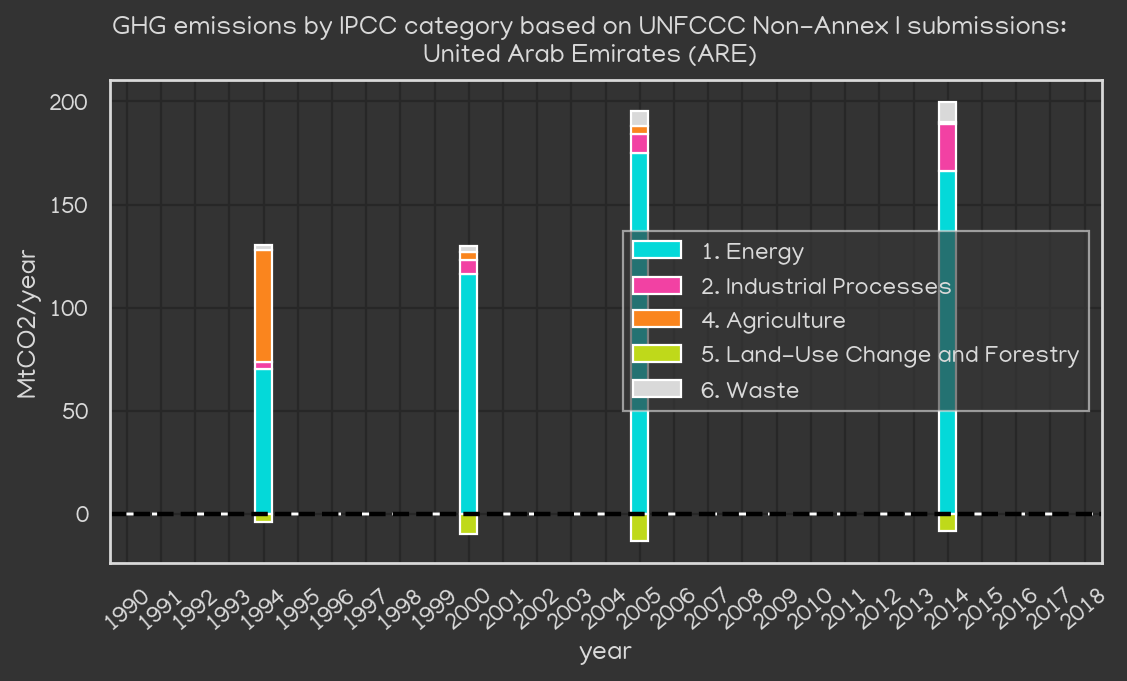 GHG emissions by IPCC category based on UNFCCC Non-Annex I submissions:
United Arab Emirates (ARE)
200
150
100
50
0
MtCO2/year
1. Energy
2. Industrial Processes
4. Agriculture
5. Land-Use Change and Forestry
6. Waste
1990 1991 1992 1993 1994 1995 1996 1997 1998 1999 2000 2001 2002 2003 2004 2005 2006 2007 2008 2009 2010 2011 2012 2013 2014 2015 2016 2017 2018
year